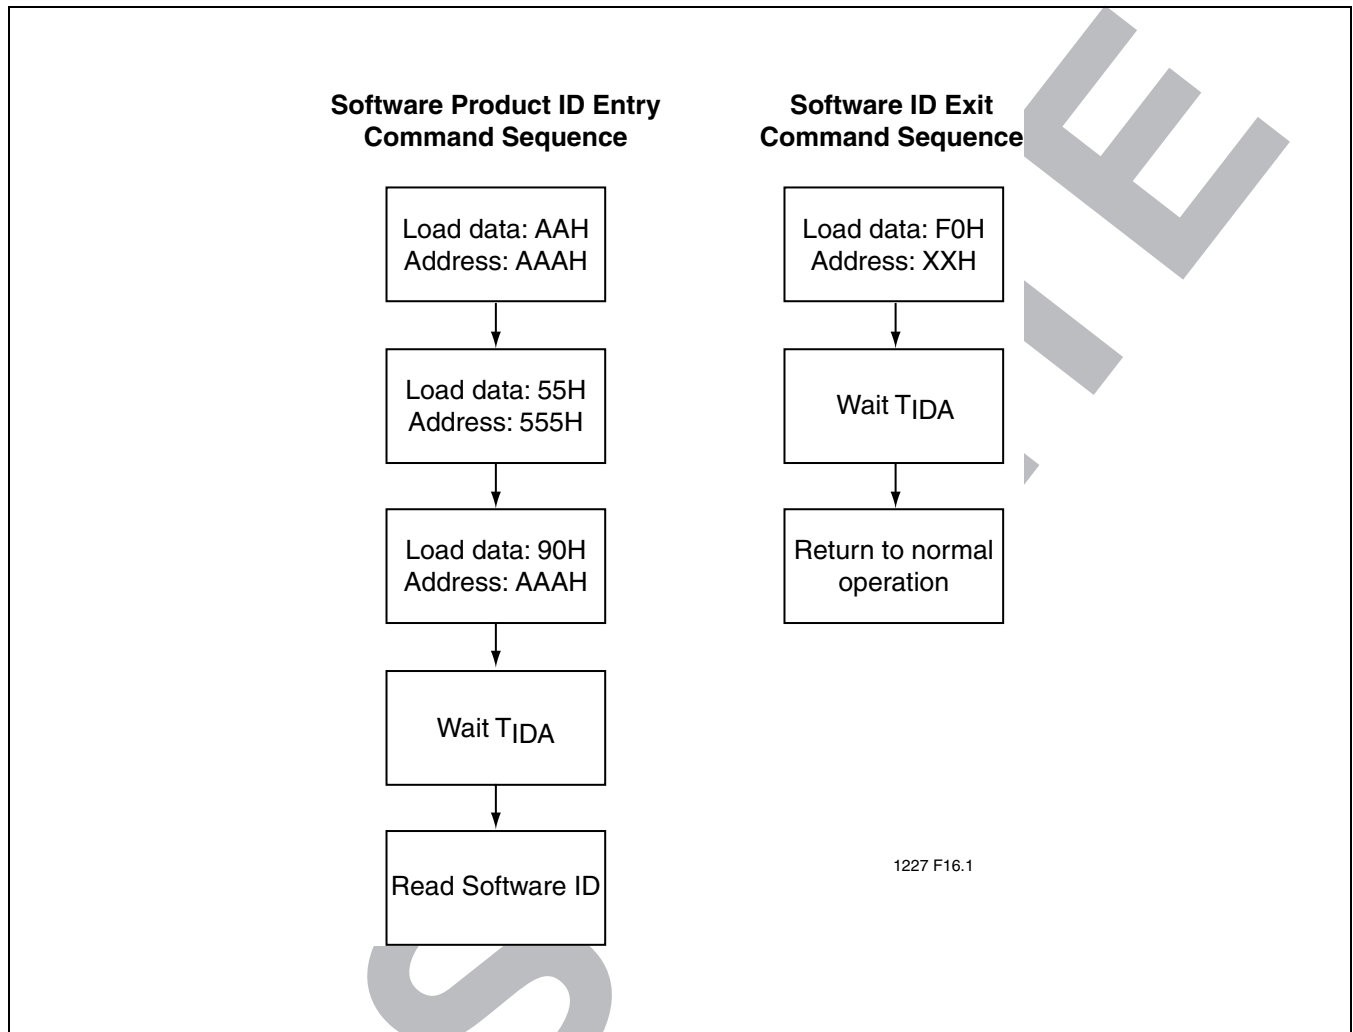 Software Product ID Entry
Command Sequence
Load data: AAH
Address: AAAH
Load data: 55H
Address: 555H
Load data: 90H
Address: AAAH
Wait TIDA
Read Software ID
Software ID Exit
Command Sequence
Load data: F0H
Address: XXH
Wait TIDA
Return to normal
operation
1227 F16.1
S
E